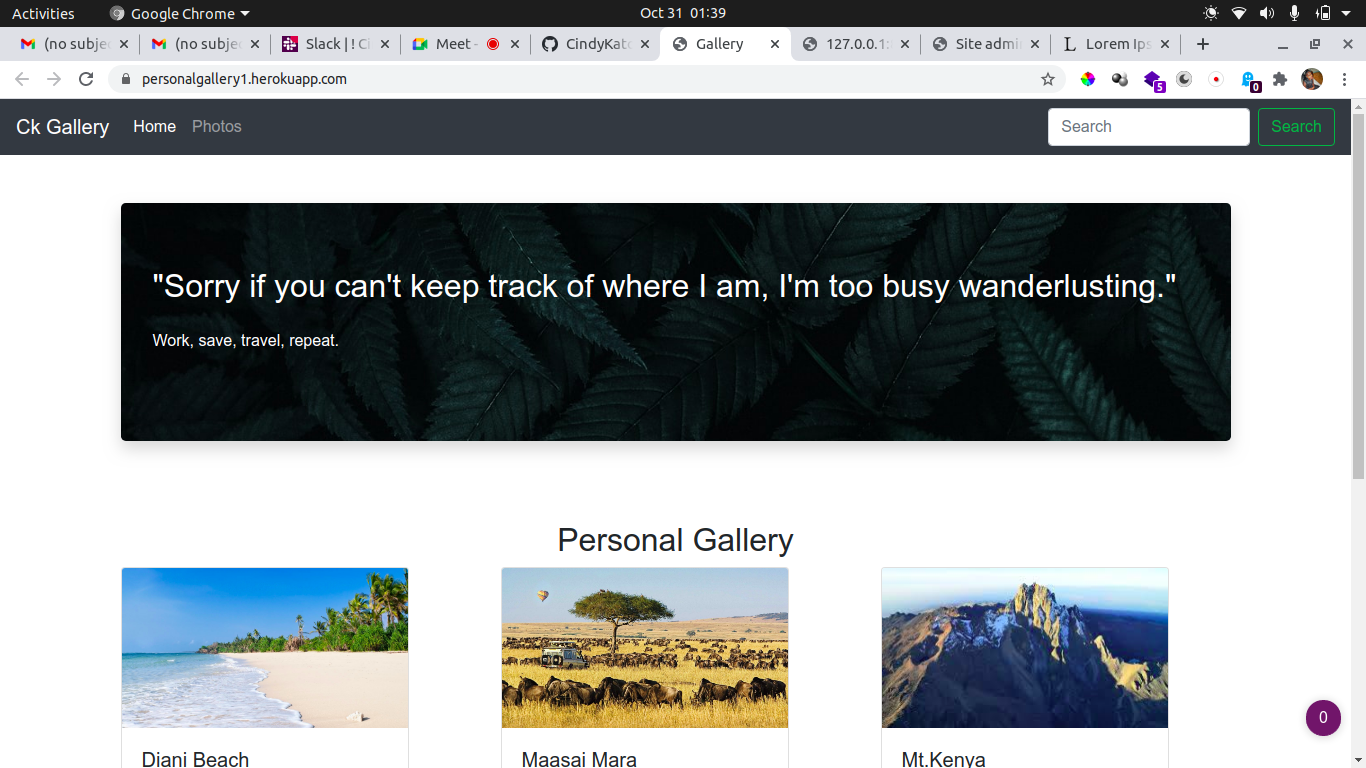 Activities Google Chrome Oct 31 01:39
(no subje (no subje Slack | ! Ci Meet - CindyKato Gallery 127.0.0.1: Site admi Lorem Ips
personalgallery1.herokuapp.com 5 0
Ck Gallery Home Photos Search Search
"Sorry if you can't keep track of where I am, I'm too busy wanderlusting."
Work, save, travel, repeat.
Personal Gallery
Diani Beach Maasai Mara Mt.Kenya
0